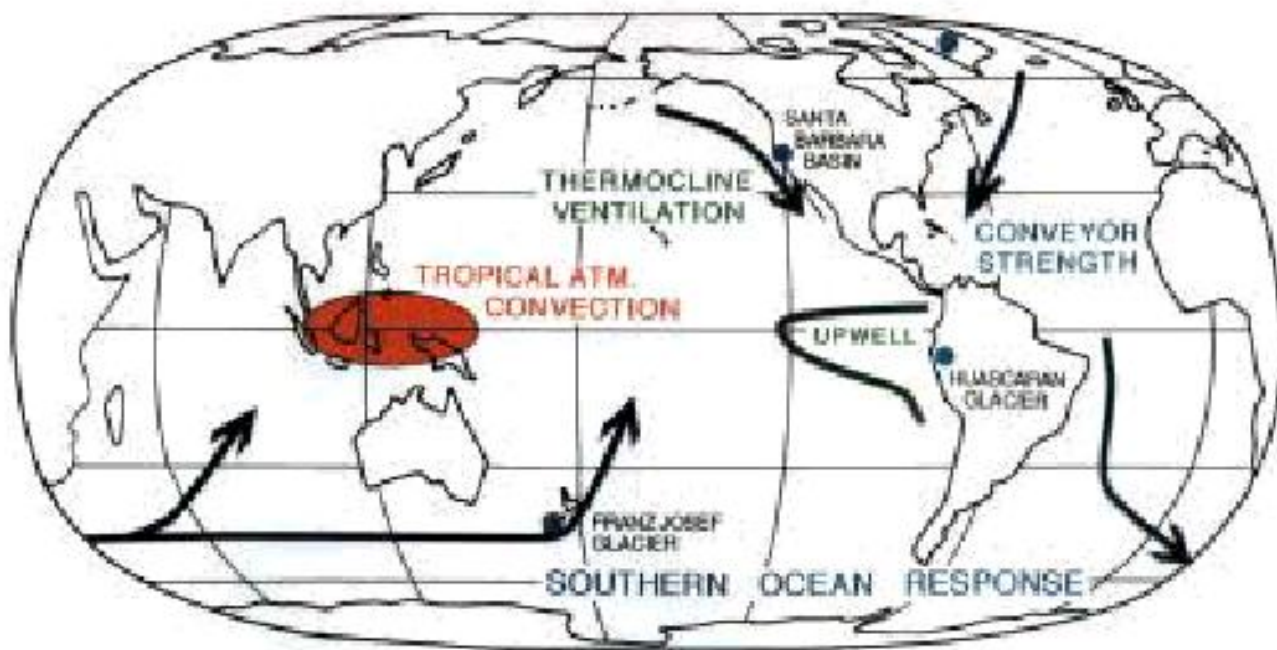 SANTA
BARBARA
BASIN
THERMOCLINE
VENTILATION
CONVEYOR
STRENGTH
TROPICAL ATM.
CONVECTION
UPWELL
HUASCARAN
GLACIER
FRANZ JOSEF
GLACIER
SOUTHERN OCEAN RESPONSE